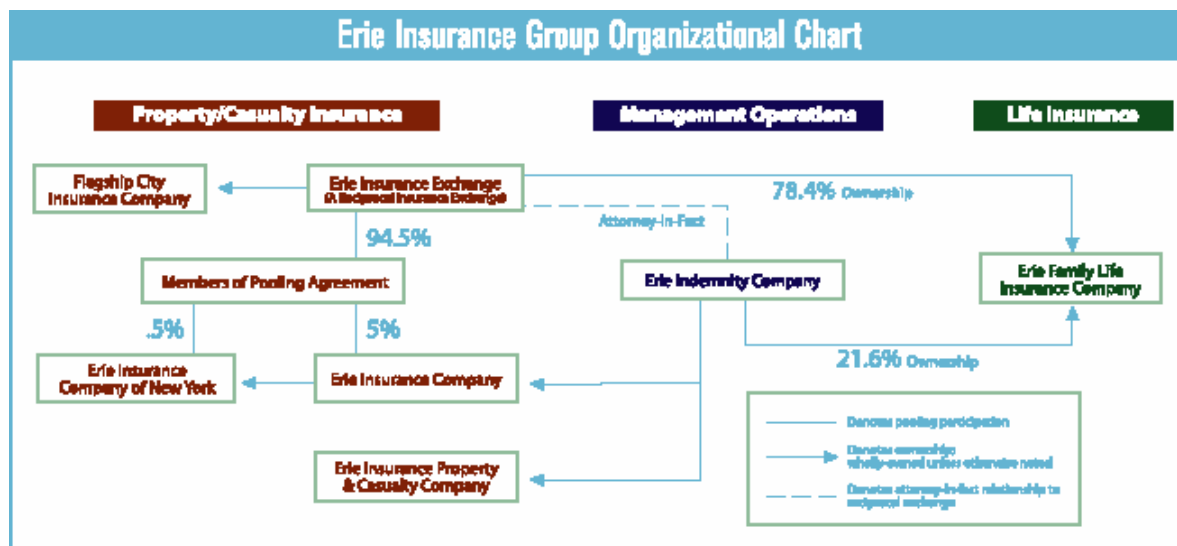 Erie Insurance Group Organizational Chart
Property/Casualty Insurance
Management Operations
Life Insurance
Flagship City
Insurance Company
Erie Insurance Exchange
(A Reciprocal Insurance Exchange)
78.4% Ownership
Attorney-in-Fact
94.5%
Members of Pooling Agreement
Erie Indemnity Company
Erie Family Life
Insurance Company
.5%
5%
21.6% Ownership
Erie Insurance
Company of New York
Erie Insurance Company
Denotes pooling participation
Denotes ownership;
wholly-owned unless otherwise noted
Denotes attorney-in-fact relationship to
reciprocal exchange
Erie Insurance Property
& Casualty Company